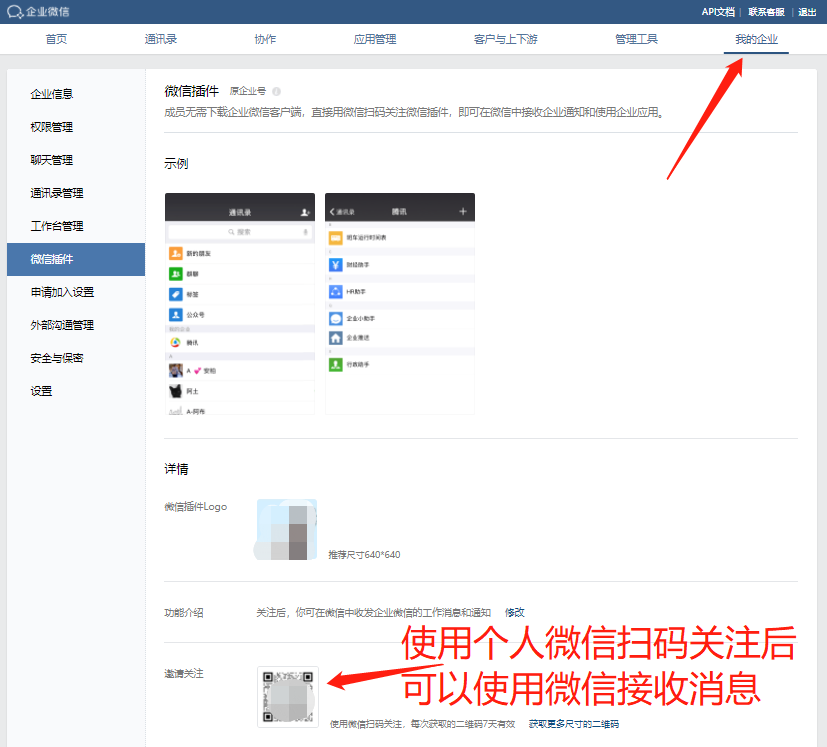 企业微信
API文档 | 联系客服 | 退出
首页 通讯录 协作 应用管理 客户与上下游 管理工具 我的企业
企业信息
权限管理
聊天管理
通讯录管理
工作台管理
微信插件
申请加入设置
外部沟通管理
安全与保密
设置
微信插件 原企业号
成员无需下载企业微信客户端，直接用微信扫码关注微信插件，即可在微信中接收企业通知和使用企业应用。
示例
通讯录
搜索
新的朋友
群聊
标签
公众号
我的企业
腾讯
A
A 安柏
阿土
A-阿布
通讯录 腾讯
班车运行时间表
财经助手
HR助手
企业小助手
企业邮箱
行政助手
详情
微信插件Logo
推荐尺寸640*640
功能介绍 关注后，你可在微信中收发企业微信的工作消息和通知 修改
使用个人微信扫码关注后
可以使用微信接收消息
邀请关注
使用微信扫码关注，每次获取的二维码7天有效 获取更多尺寸的二维码